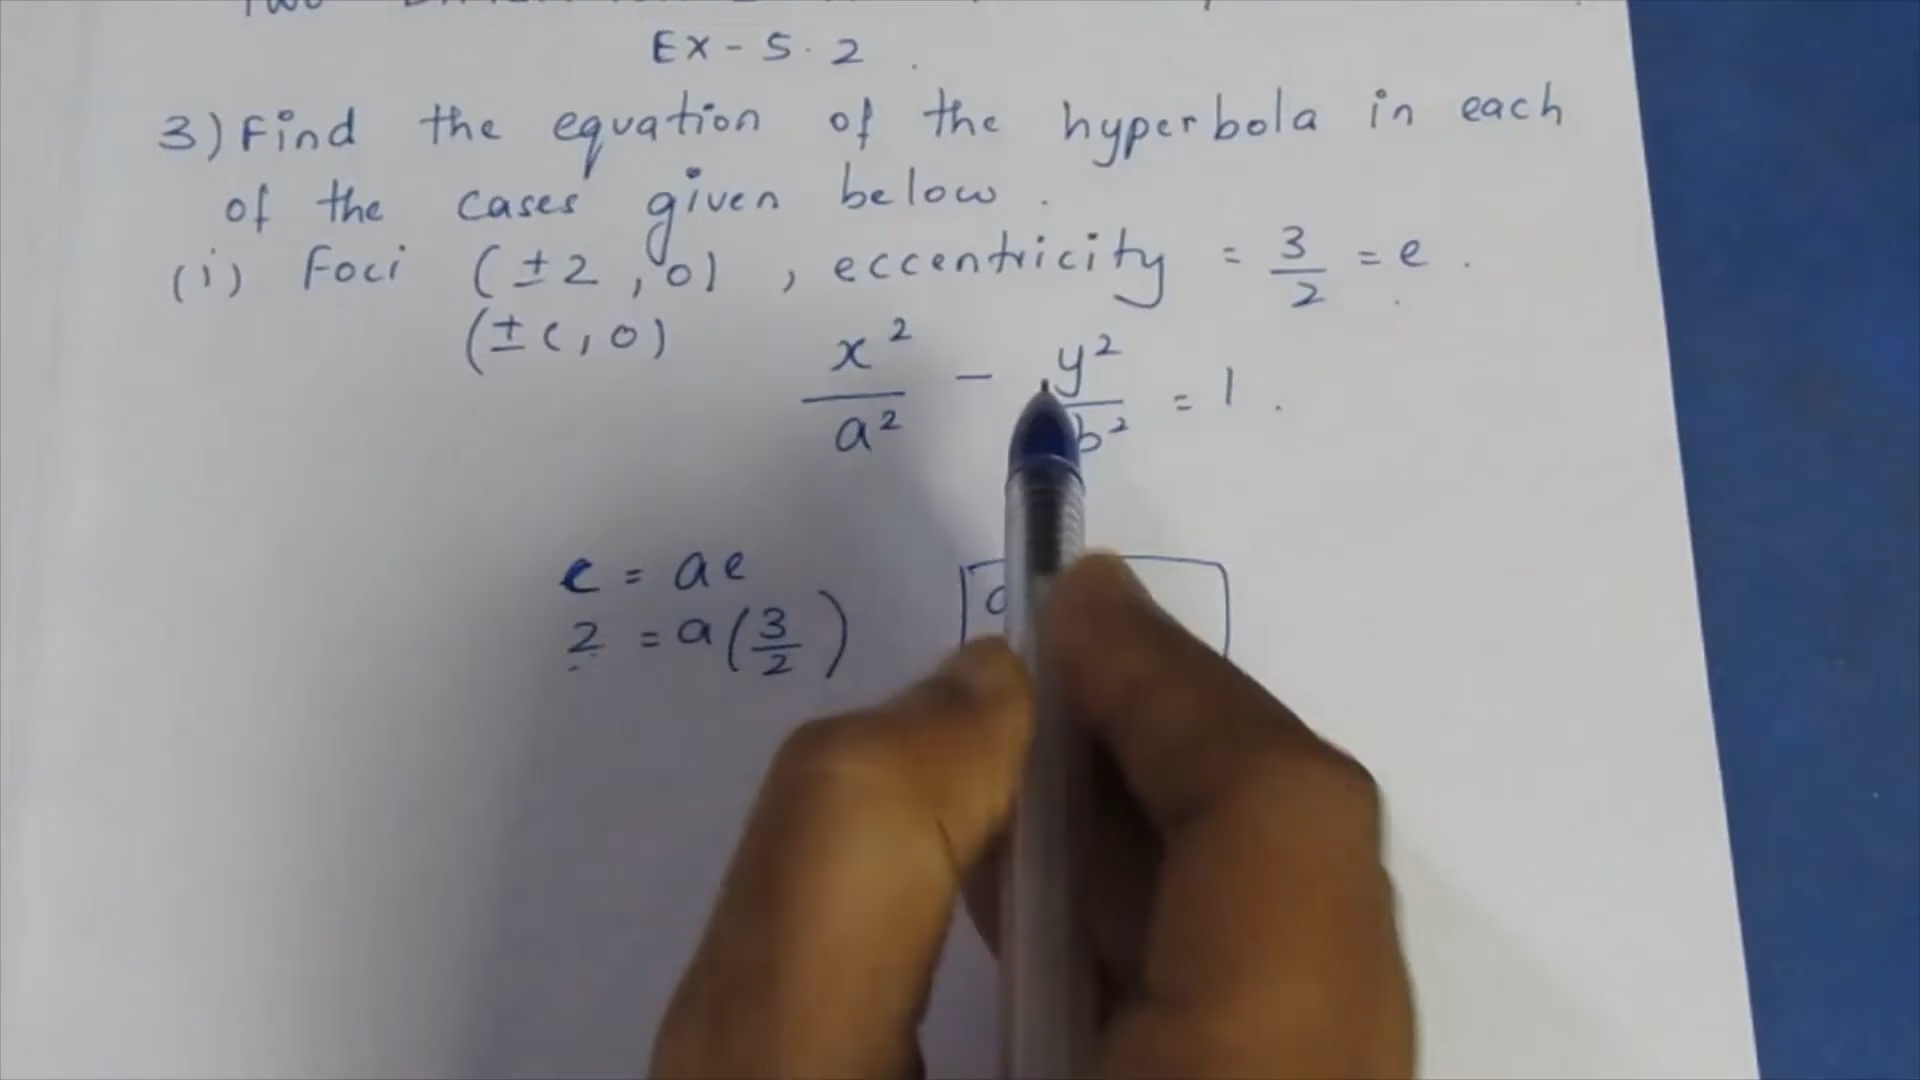 Ex - 5.2.
3) Find the equation of the hyperbola in each
of the cases given below.
(i) Foci (±2, 0), eccentricity = 3/2 = e.
(±c, 0)
x²/a² - y²/b² = 1.
c = ae
2 = a(3/2)